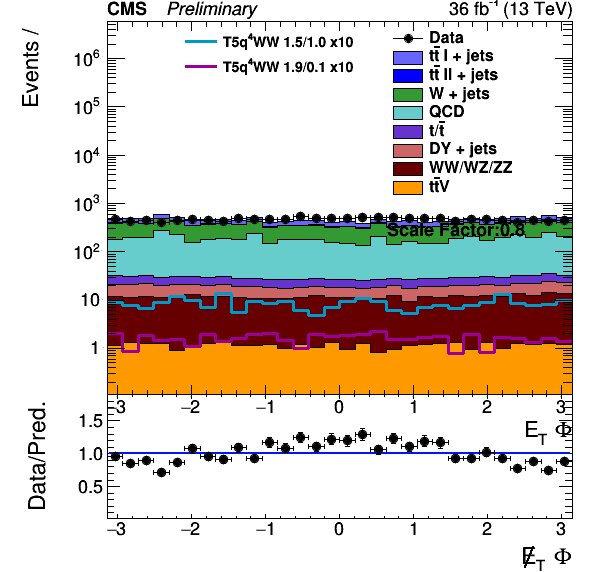 CMS Preliminary 36 fb⁻¹ (13 TeV)
Events /
T5q⁴WW 1.5/1.0 x10
T5q⁴WW 1.9/0.1 x10
Data
tt̄ l + jets
tt̄ ll + jets
W + jets
QCD
t/t̄
DY + jets
WW/WZ/ZZ
tt̄V
Scale Factor:0.8
10⁶
10⁵
10⁴
10³
10²
10
1
−3 −2 −1 0 1 2 3
E_T Φ
Data/Pred.
1.5
1.0
0.5
−3 −2 −1 0 1 2 3
E̸_T Φ